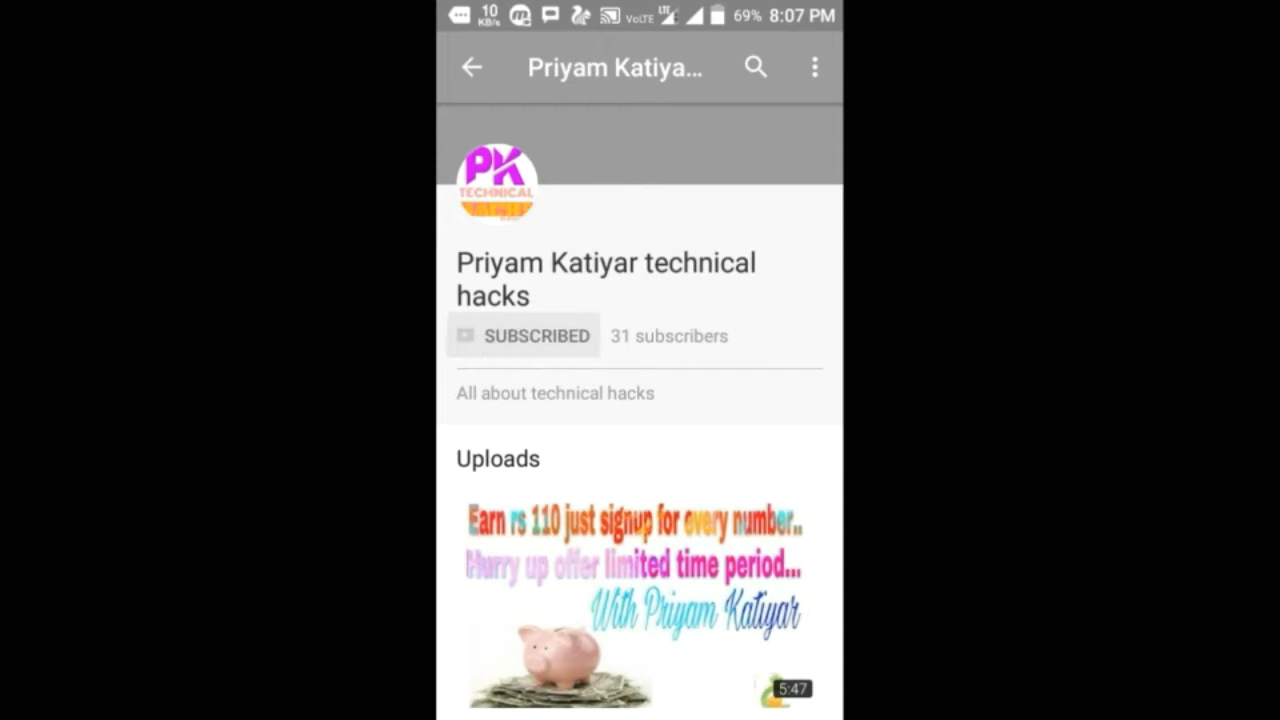 10
KB/s
VoLTE
LTE
69% 8:07 PM
Priyam Katiya...
PK
TECHNICAL
Priyam Katiyar technical
hacks
SUBSCRIBED
31 subscribers
All about technical hacks
Uploads
Earn rs 110 just signup for every number..
Hurry up offer limited time period...
With Priyam Katiyar
5:47